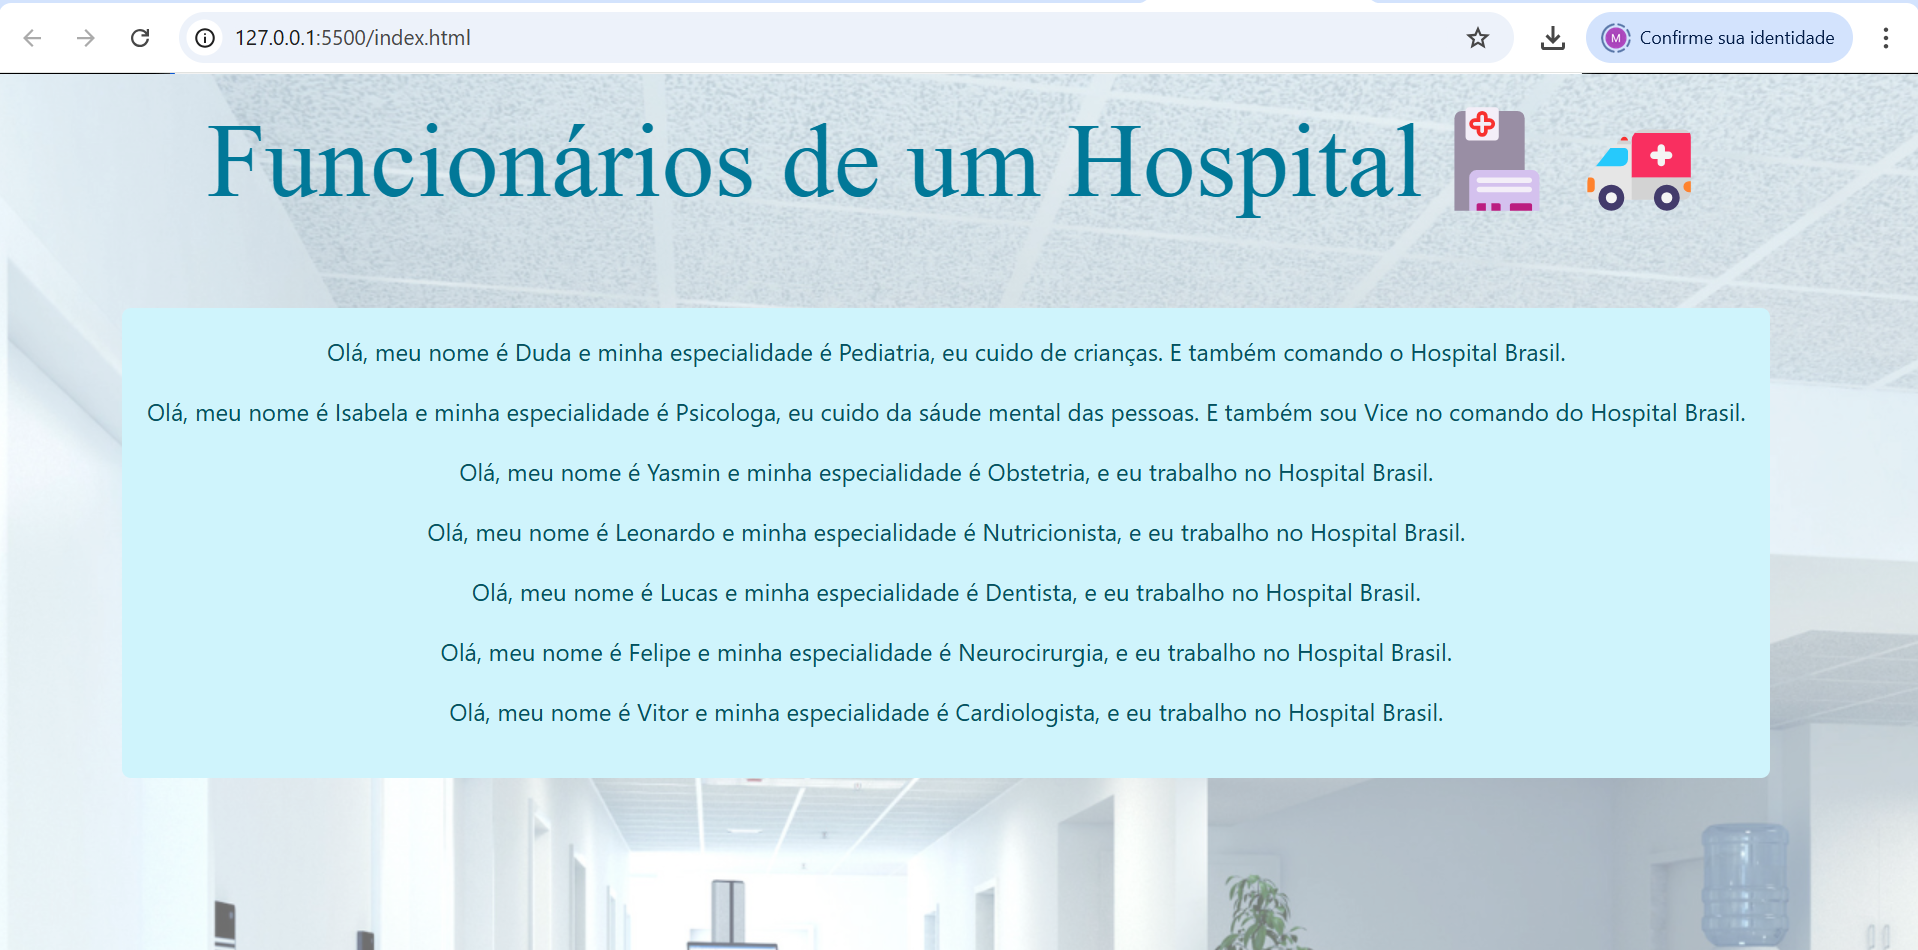 127.0.0.1:5500/index.html
M
Confirme sua identidade
Funcionários de um Hospital
Olá, meu nome é Duda e minha especialidade é Pediatria, eu cuido de crianças. E também comando o Hospital Brasil.
Olá, meu nome é Isabela e minha especialidade é Psicologa, eu cuido da sáude mental das pessoas. E também sou Vice no comando do Hospital Brasil.
Olá, meu nome é Yasmin e minha especialidade é Obstetria, e eu trabalho no Hospital Brasil.
Olá, meu nome é Leonardo e minha especialidade é Nutricionista, e eu trabalho no Hospital Brasil.
Olá, meu nome é Lucas e minha especialidade é Dentista, e eu trabalho no Hospital Brasil.
Olá, meu nome é Felipe e minha especialidade é Neurocirurgia, e eu trabalho no Hospital Brasil.
Olá, meu nome é Vitor e minha especialidade é Cardiologista, e eu trabalho no Hospital Brasil.